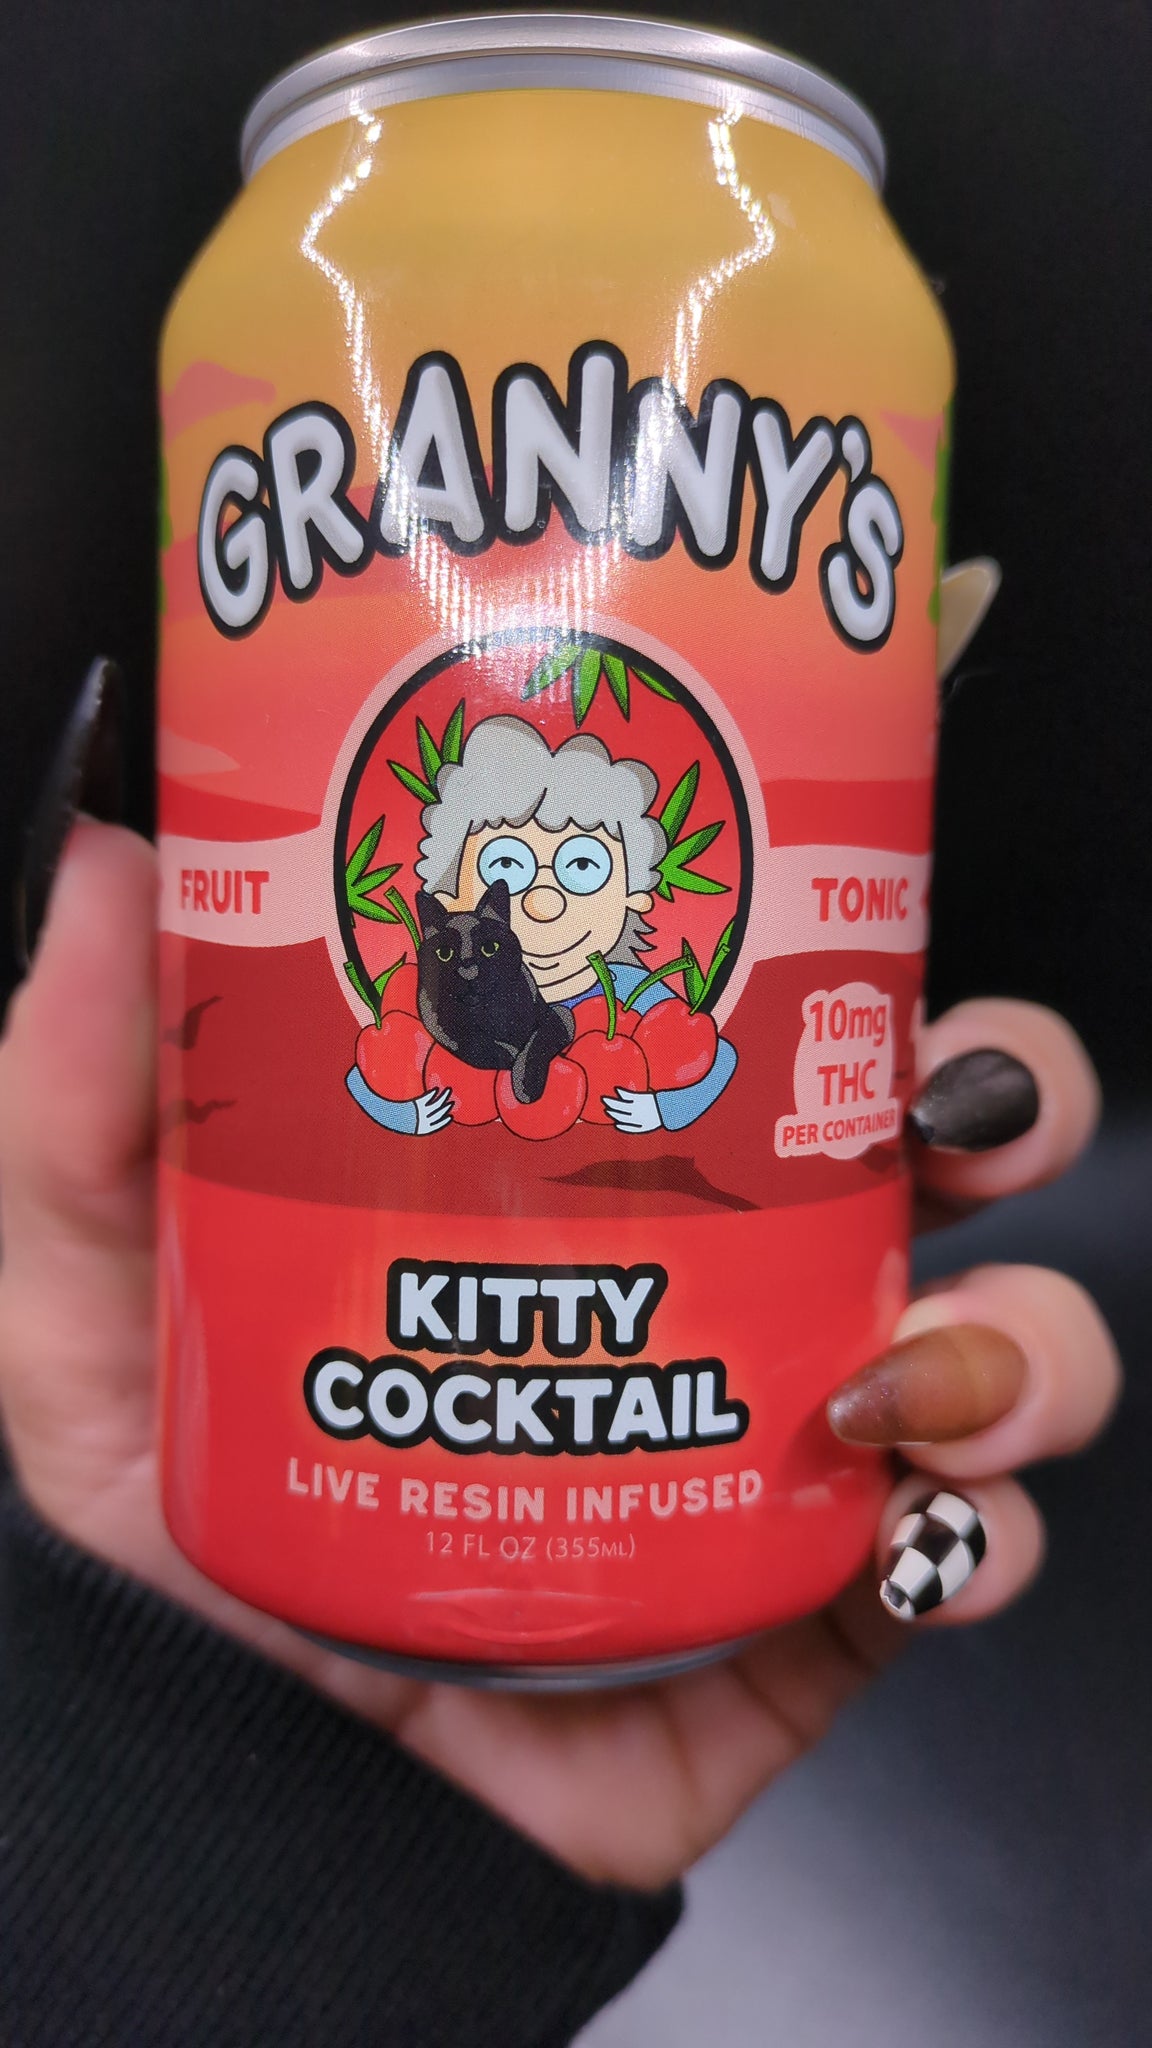 GRANNY'S
FRUIT TONIC
10mg
THC
PER CONTAINER
KITTY
COCKTAIL
LIVE RESIN INFUSED
12 FL OZ (355ML)